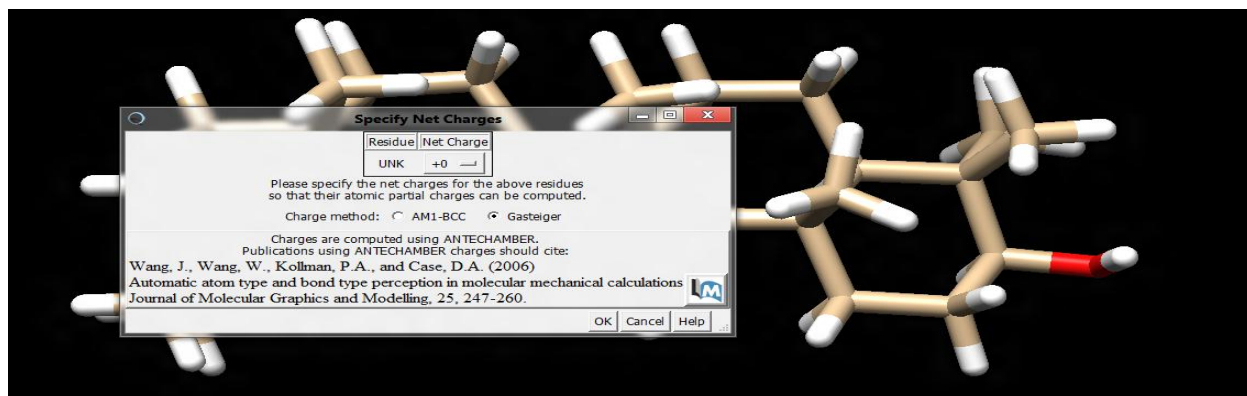 Specify Net Charges
Residue Net Charge
UNK +0
Please specify the net charges for the above residues
so that their atomic partial charges can be computed.
Charge method: AM1-BCC Gasteiger
Charges are computed using ANTECHAMBER.
Publications using ANTECHAMBER charges should cite:
Wang, J., Wang, W., Kollman, P.A., and Case, D.A. (2006)
Automatic atom type and bond type perception in molecular mechanical calculations
Journal of Molecular Graphics and Modelling, 25, 247-260.
OK Cancel Help